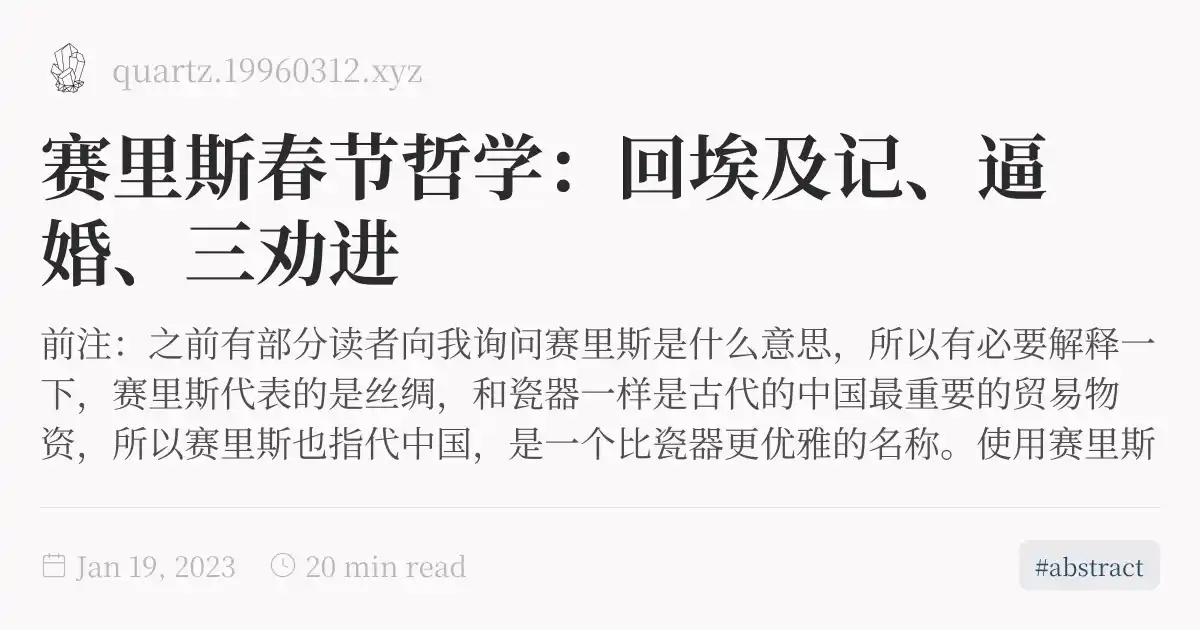 quartz.19960312.xyz
赛里斯春节哲学：回埃及记、逼
婚、三劝进
前注：之前有部分读者向我询问赛里斯是什么意思，所以有必要解释一
下，赛里斯代表的是丝绸，和瓷器一样是古代的中国最重要的贸易物
资，所以赛里斯也指代中国，是一个比瓷器更优雅的名称。使用赛里斯
Jan 19, 2023 20 min read #abstract